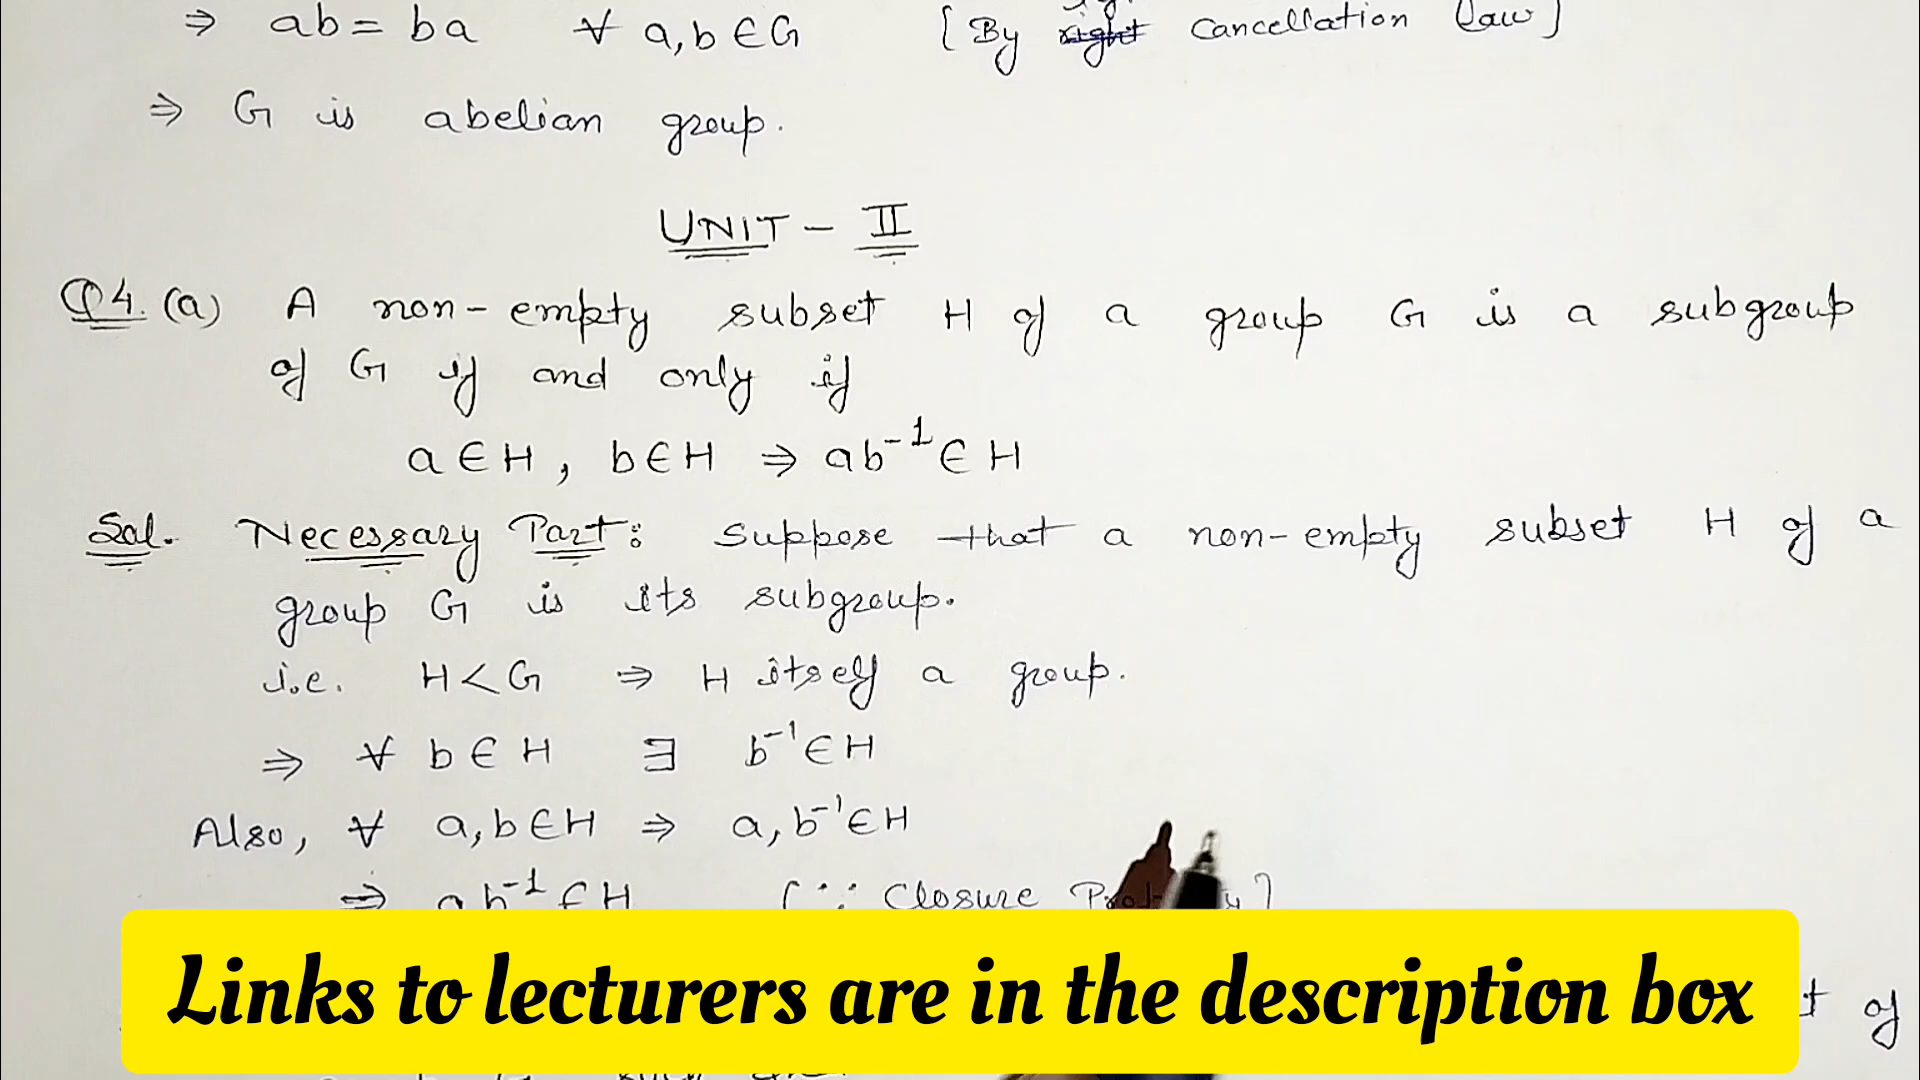 ⇒ ab = ba ∀ a,b ∈ G [By right Cancellation Law]
⇒ G is abelian group.
UNIT - II
Q4. (a) A non-empty subset H of a group G is a subgroup
of G if and only if
a ∈ H, b ∈ H ⇒ ab⁻¹ ∈ H
Sol. Necessary Part: Suppose that a non-empty subset H of a
group G is its subgroup.
i.e. H < G ⇒ H itself a group.
⇒ ∀ b ∈ H ∃ b⁻¹ ∈ H
Also, ∀ a, b ∈ H ⇒ a, b⁻¹ ∈ H
⇒ ab⁻¹ ∈ H [∵ Closure
Links to lecturers are in the description box
of